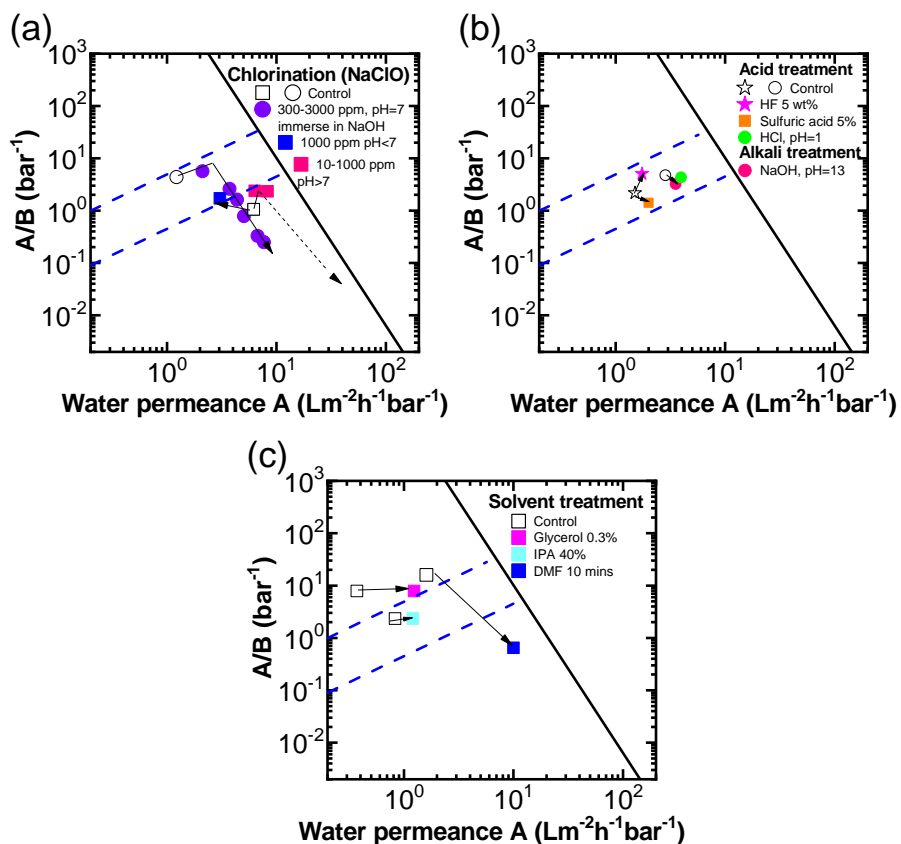 (a)
10³
10²
10¹
10⁰
10⁻¹
10⁻²
A/B (bar⁻¹)
Chlorination (NaClO)
Control
300-3000 ppm, pH=7
immerse in NaOH
1000 ppm pH<7
10-1000 ppm
pH>7
10⁰
10¹
10²
Water permeance A (Lm⁻²h⁻¹bar⁻¹)
(b)
10³
10²
10¹
10⁰
10⁻¹
10⁻²
A/B (bar⁻¹)
Acid treatment
Control
HF 5 wt%
Sulfuric acid 5%
HCl, pH=1
Alkali treatment
NaOH, pH=13
10⁰
10¹
10²
Water permeance A (Lm⁻²h⁻¹bar⁻¹)
(c)
10³
10²
10¹
10⁰
10⁻¹
10⁻²
A/B (bar⁻¹)
Solvent treatment
Control
Glycerol 0.3%
IPA 40%
DMF 10 mins
10⁰
10¹
10²
Water permeance A (Lm⁻²h⁻¹bar⁻¹)